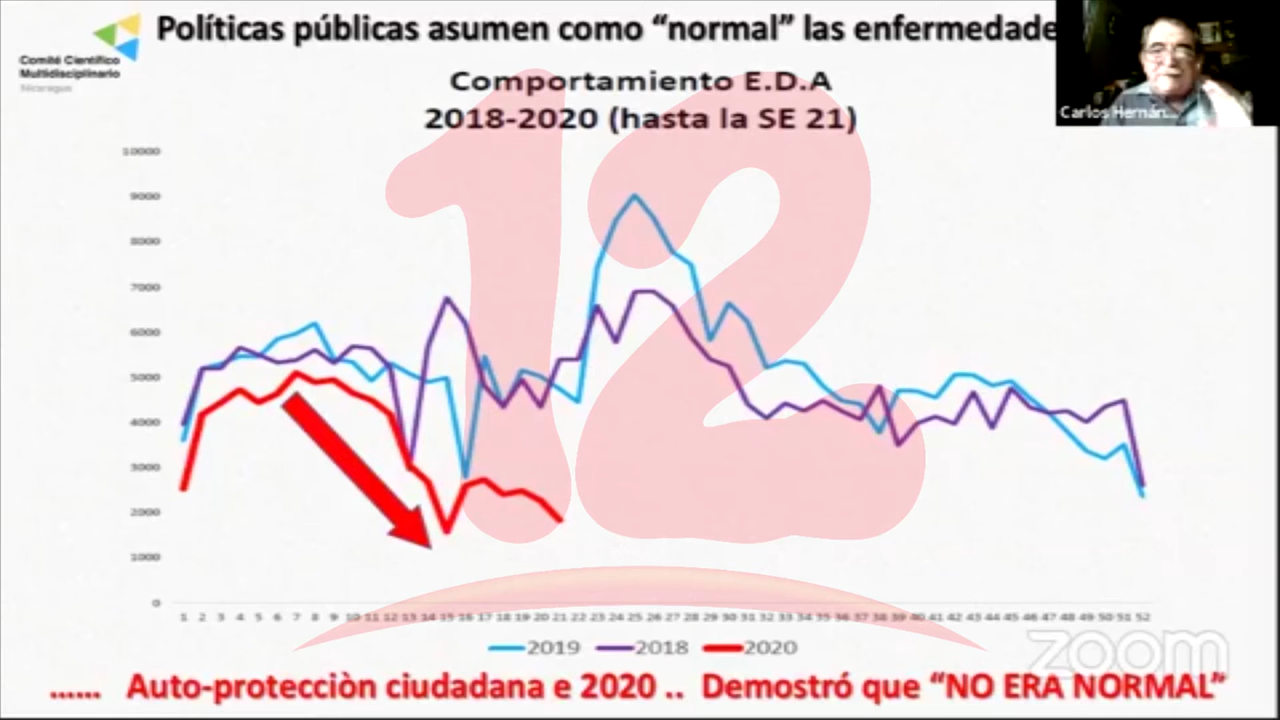 Políticas públicas asumen como “normal” las enfermedade
Comité Científico
Multidisciplinario
Nicaragua
Carlos Hernán...
Comportamiento E.D.A
2018-2020 (hasta la SE 21)
12
10000
9000
8000
7000
6000
5000
4000
3000
2000
1000
0
1 2 3 4 5 6 7 8 9 10 11 12 13 14 15 16 17 18 19 20 21 22 23 24 25 26 27 28 29 30 31 32 33 34 35 36 37 38 39 40 41 42 43 44 45 46 47 48 49 50 51 52
2019 2018 2020
zoom
...... Auto-protecciòn ciudadana e 2020 .. Demostró que “NO ERA NORMAL”